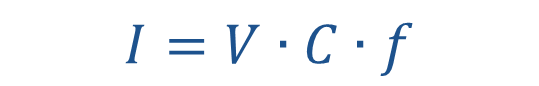 I = V · C · f